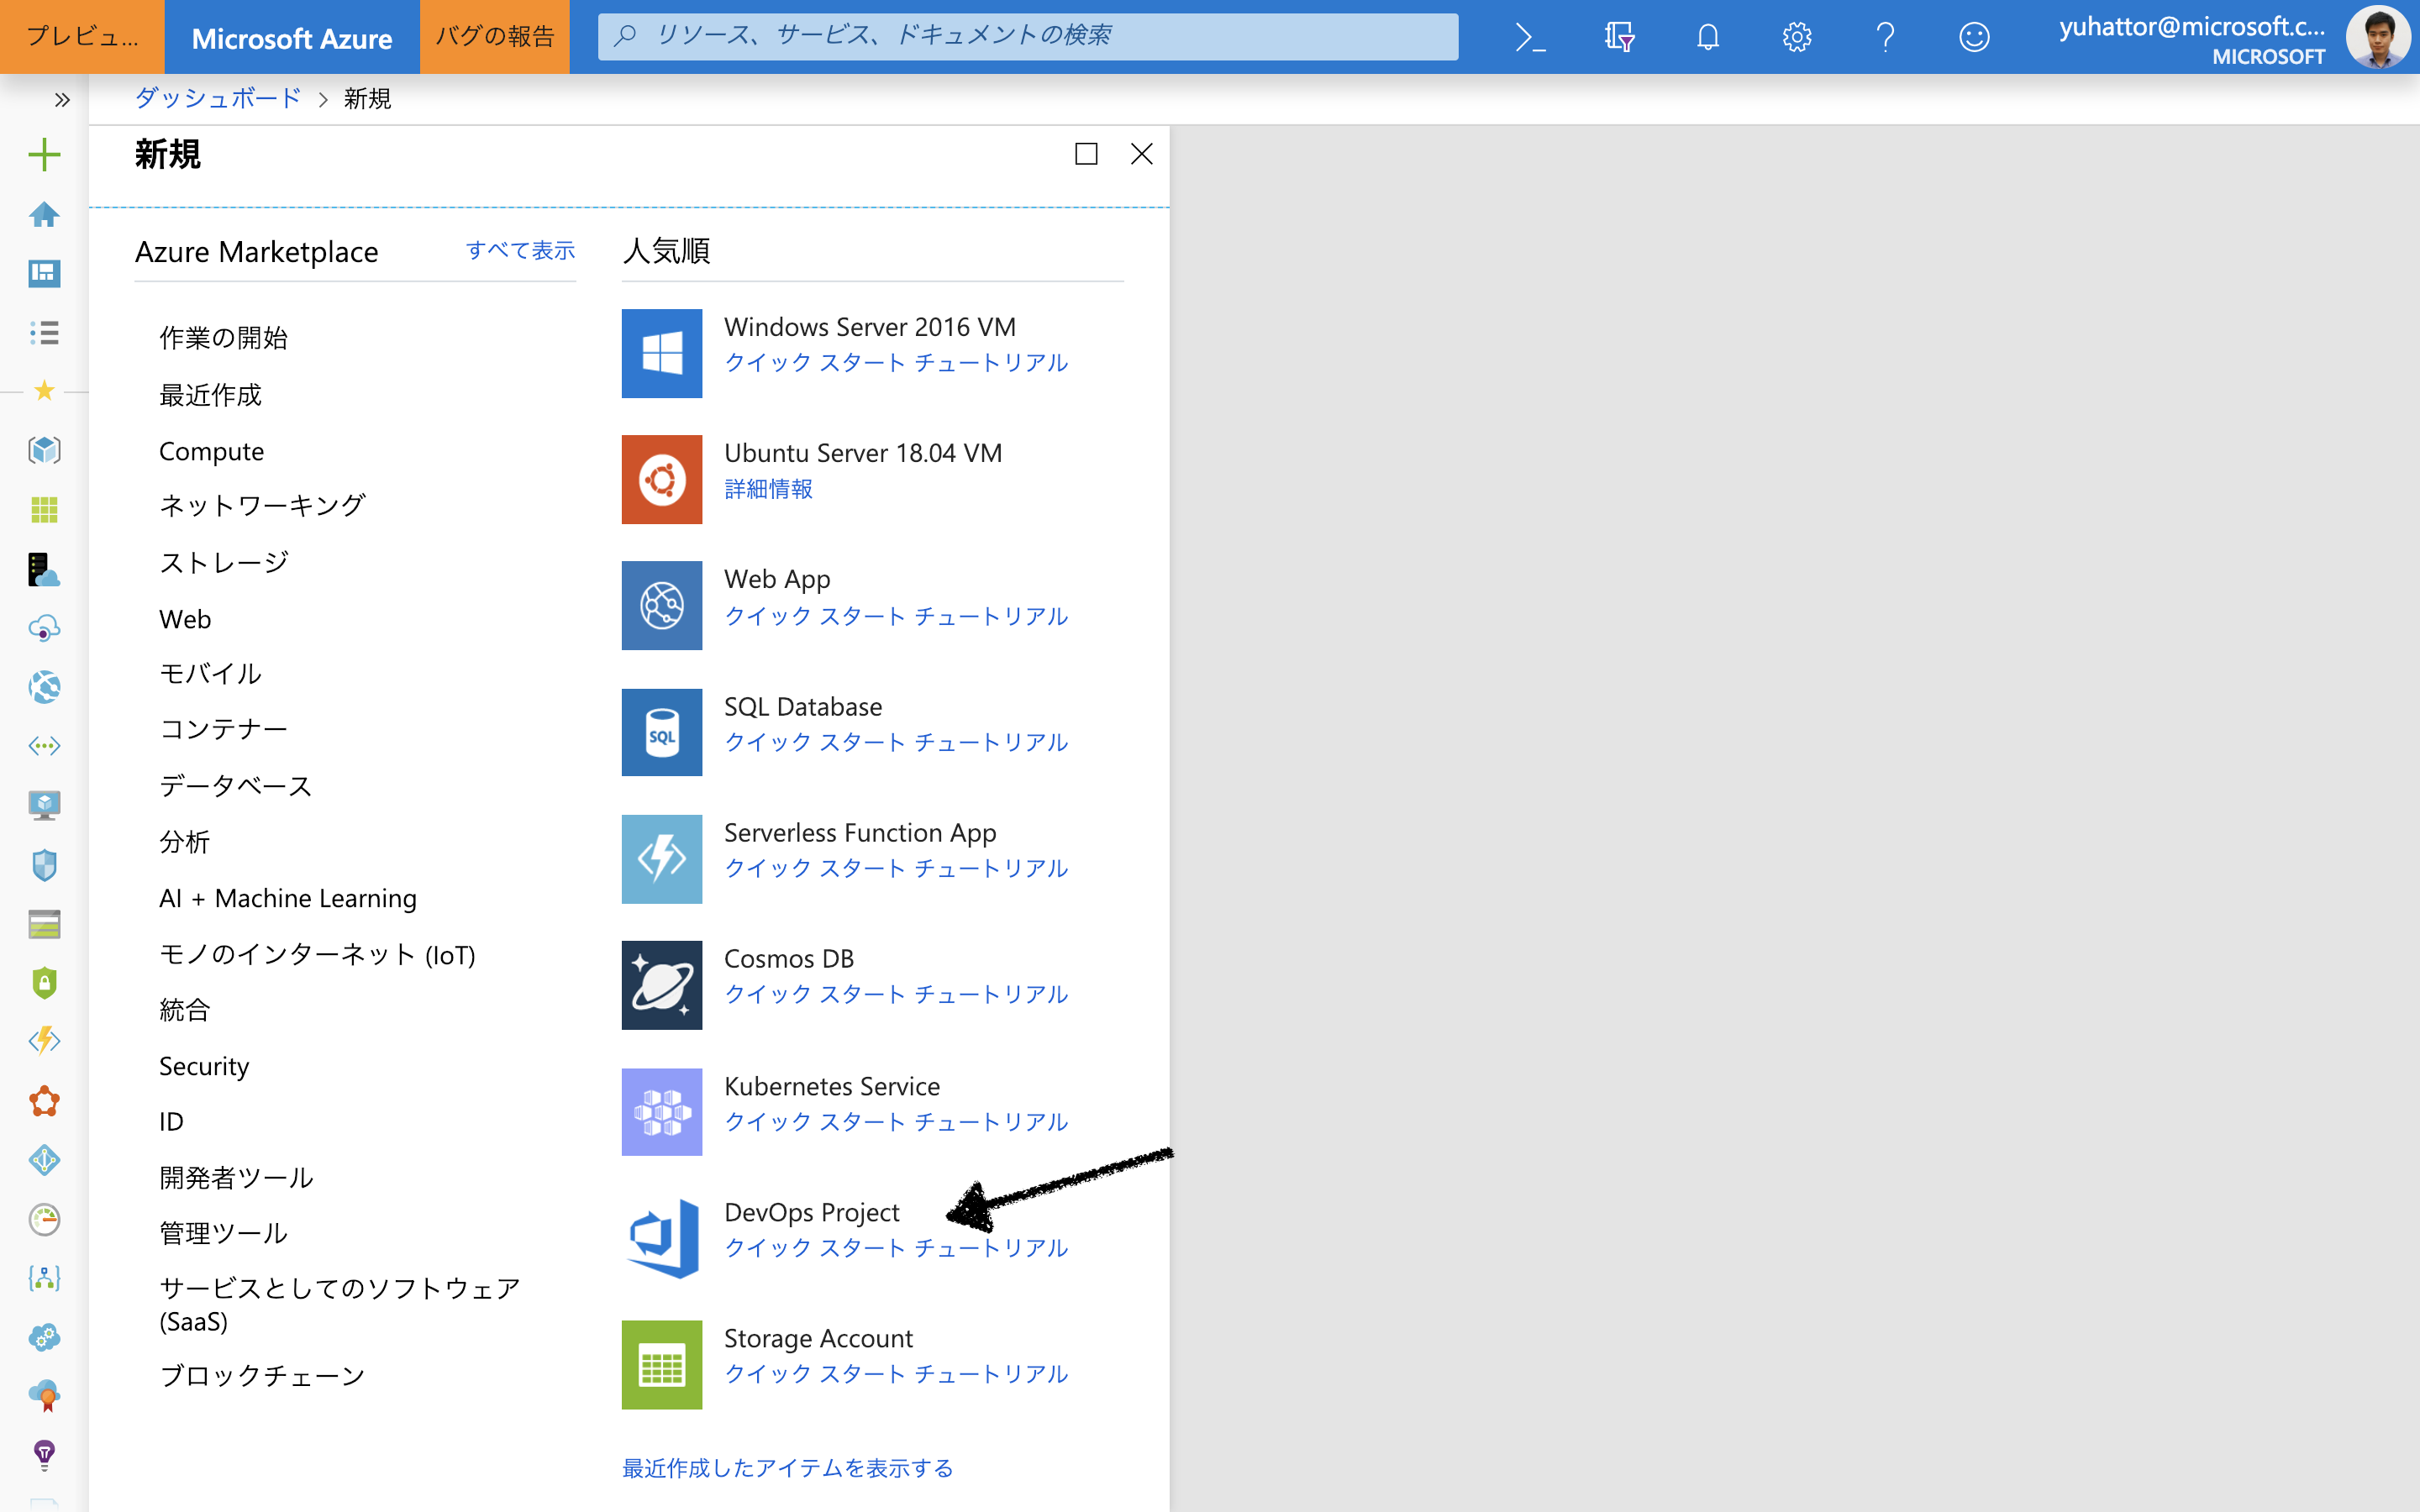 プレビュ...
Microsoft Azure
バグの報告
リソース、サービス、ドキュメントの検索
yuhattor@microsoft.c...
MICROSOFT
ダッシュボード > 新規
新規
Azure Marketplace すべて表示
作業の開始
最近作成
Compute
ネットワーキング
ストレージ
Web
モバイル
コンテナー
データベース
分析
AI + Machine Learning
モノのインターネット (IoT)
統合
Security
ID
開発者ツール
管理ツール
サービスとしてのソフトウェア
(SaaS)
ブロックチェーン
人気順
Windows Server 2016 VM
クイック スタート チュートリアル
Ubuntu Server 18.04 VM
詳細情報
Web App
クイック スタート チュートリアル
SQL Database
クイック スタート チュートリアル
SQL
Serverless Function App
クイック スタート チュートリアル
Cosmos DB
クイック スタート チュートリアル
Kubernetes Service
クイック スタート チュートリアル
DevOps Project
クイック スタート チュートリアル
Storage Account
クイック スタート チュートリアル
最近作成したアイテムを表示する